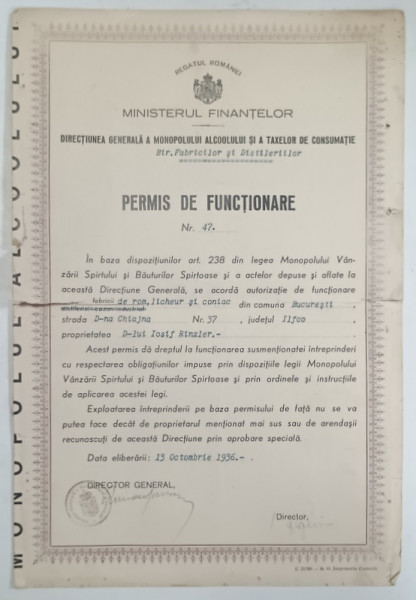 REGATUL ROMÂNIEI
MINISTERUL FINANȚELOR
DIRECȚIUNEA GENERALĂ A MONOPOLULUI ALCOOLULUI ȘI A TAXELOR DE CONSUMAȚIE
Dir. Fabricilor și Distileriilor
PERMIS DE FUNCȚIONARE
Nr. 47.
În baza dispozițiunilor art. 238 din legea Monopolului Vân-
zării Spirtului și Băuturilor Spirtoase și a actelor depuse și aflate la
această Direcțiune Generală, se acordă autorizație de funcționare
fabricii de rom, licheur și coniac din comuna București
strada D-na Chiajna Nr. 37 , județul Ilfov
proprietatea D-lui Iosif Rinzler.-
Acest permis dă dreptul la funcționarea susmenționatei întreprinderi
cu respectarea obligațiunilor impuse prin dispozițiile legii Monopolului
Vânzării Spirtului și Băuturilor Spirtoase și prin ordinele și instrucțiile
de aplicarea acestei legi.
Exploatarea întreprinderii pe baza permisului de față nu se va
putea face decât de proprietarul menționat mai sus sau de arendașii
recunoscuți de această Direcțiune prin aprobare specială.
Data eliberării: 15 Octombrie 1936.-
DIRECTOR GENERAL,
Director,
MONOPOLUL ALCOOLULUI